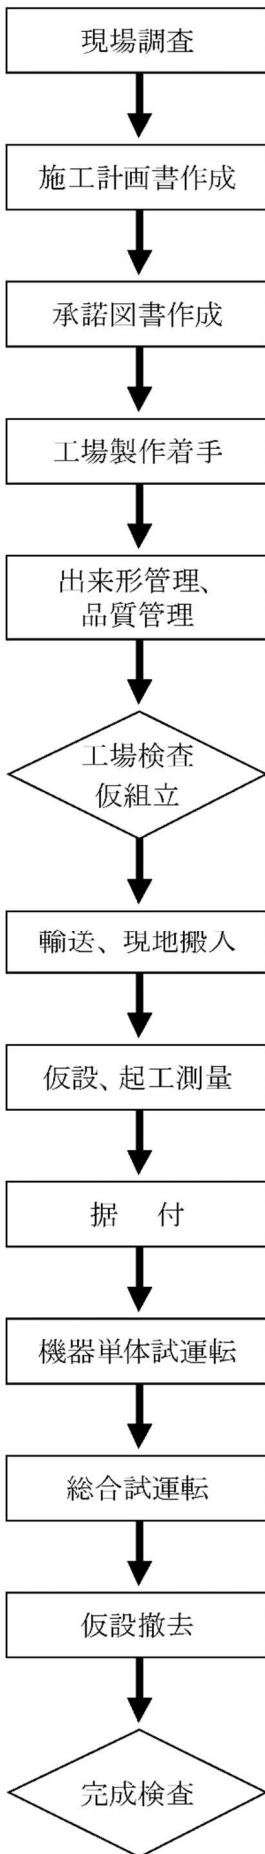 現場調査
施工計画書作成
承諾図書作成
工場製作着手
出来形管理、
品質管理
工場検査
仮組立
輸送、現地搬入
仮設、起工測量
据　付
機器単体試運転
総合試運転
仮設撤去
完成検査